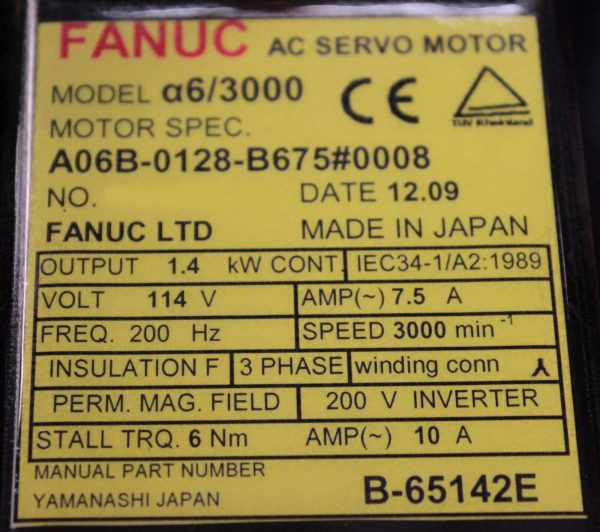 FANUC AC SERVO MOTOR
MODEL α6/3000
CE
TÜV Rheinland
MOTOR SPEC.
A06B-0128-B675#0008
NO. DATE 12.09
FANUC LTD MADE IN JAPAN
OUTPUT 1.4 kW CONT. IEC34-1/A2:1989
VOLT 114 V AMP(~) 7.5 A
FREQ. 200 Hz SPEED 3000 min⁻¹
INSULATION F 3 PHASE winding conn
PERM. MAG. FIELD 200 V INVERTER
STALL TRQ. 6 Nm AMP(~) 10 A
MANUAL PART NUMBER
YAMANASHI JAPAN B-65142E